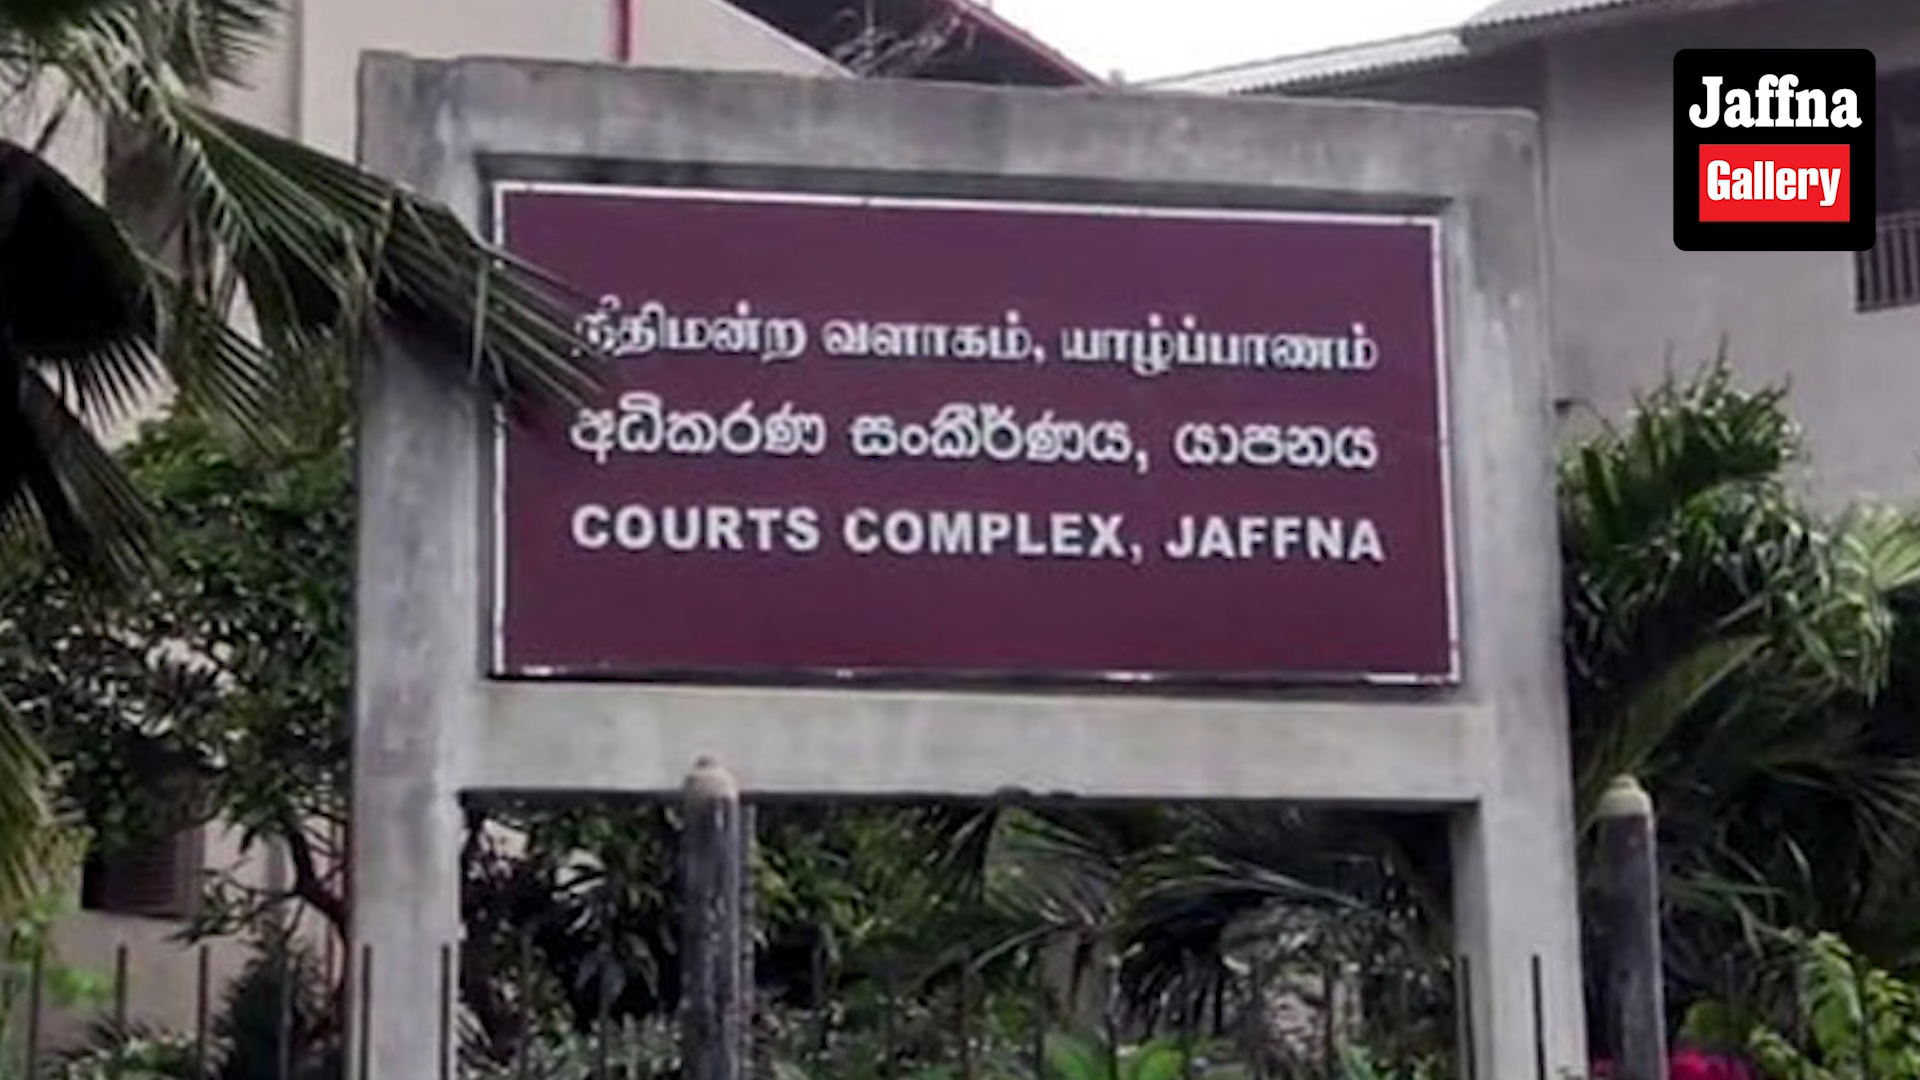 நீதிமன்ற வளாகம், யாழ்ப்பாணம்
අධිකරණ සංකීර්ණය, යාපනය
COURTS COMPLEX, JAFFNA
Jaffna
Gallery